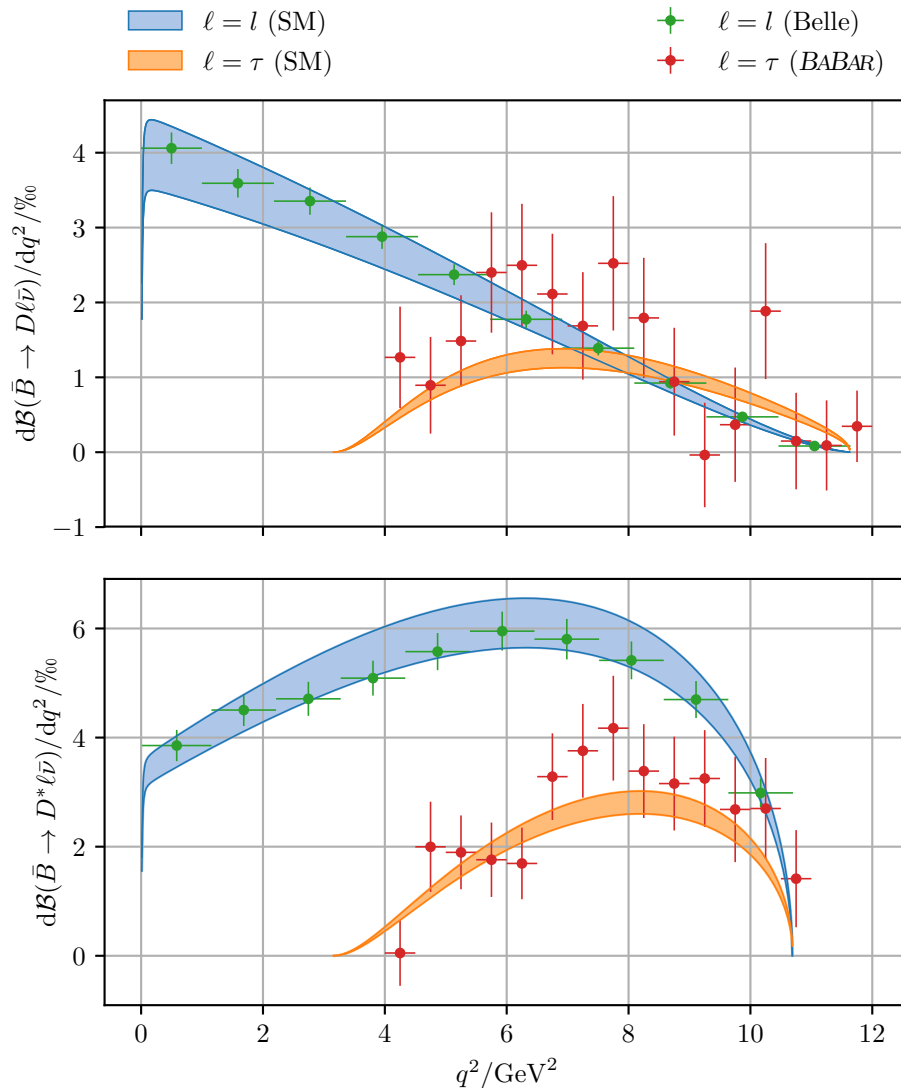 ℓ = l (SM)
ℓ = τ (SM)
ℓ = l (Belle)
ℓ = τ (BABAR)
dℬ(B̄ → Dℓν̄)/dq²/‰
4
3
2
1
0
−1
dℬ(B̄ → D*ℓν̄)/dq²/‰
6
4
2
0
0 2 4 6 8 10 12
q²/GeV²